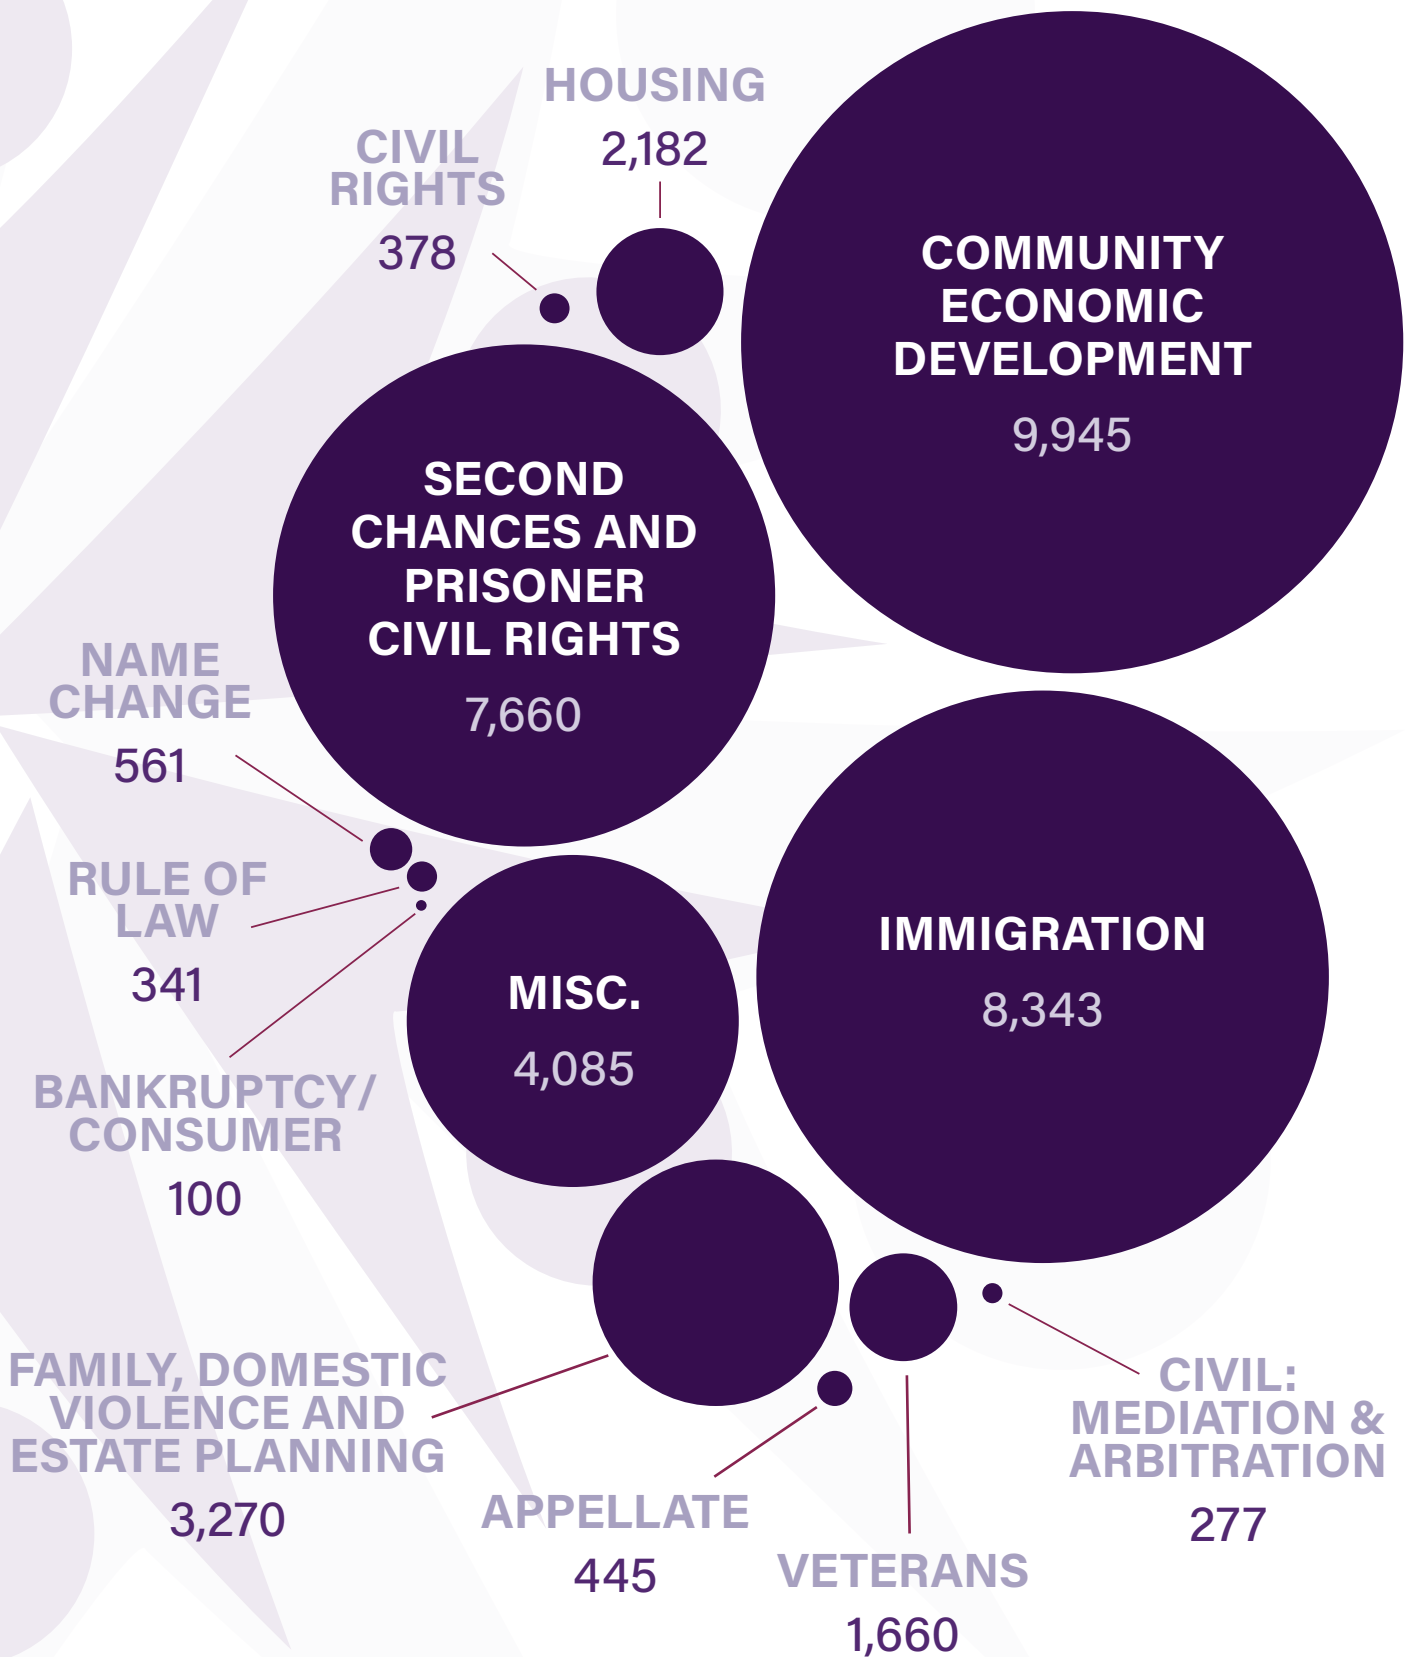 HOUSING
2,182
CIVIL
RIGHTS
378
COMMUNITY
ECONOMIC
DEVELOPMENT
9,945
SECOND
CHANCES AND
PRISONER
CIVIL RIGHTS
7,660
NAME
CHANGE
561
RULE OF
LAW
341
BANKRUPTCY/
CONSUMER
100
MISC.
4,085
IMMIGRATION
8,343
FAMILY, DOMESTIC
VIOLENCE AND
ESTATE PLANNING
3,270
APPELLATE
445
VETERANS
1,660
CIVIL:
MEDIATION &
ARBITRATION
277